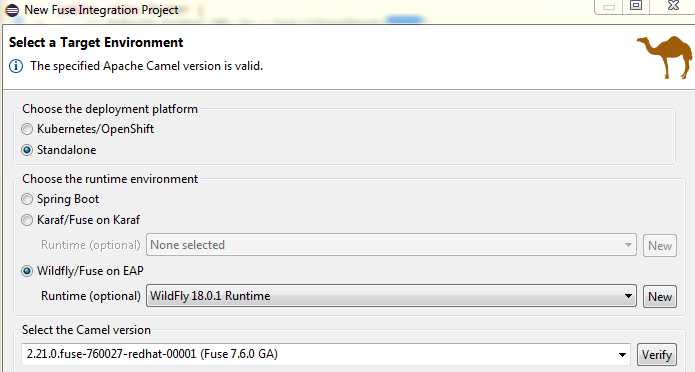 New Fuse Integration Project
Select a Target Environment
The specified Apache Camel version is valid.
Choose the deployment platform
Kubernetes/OpenShift
Standalone
Choose the runtime environment
Spring Boot
Karaf/Fuse on Karaf
Runtime (optional) None selected New
Wildfly/Fuse on EAP
Runtime (optional) WildFly 18.0.1 Runtime New
Select the Camel version
2.21.0.fuse-760027-redhat-00001 (Fuse 7.6.0 GA) Verify